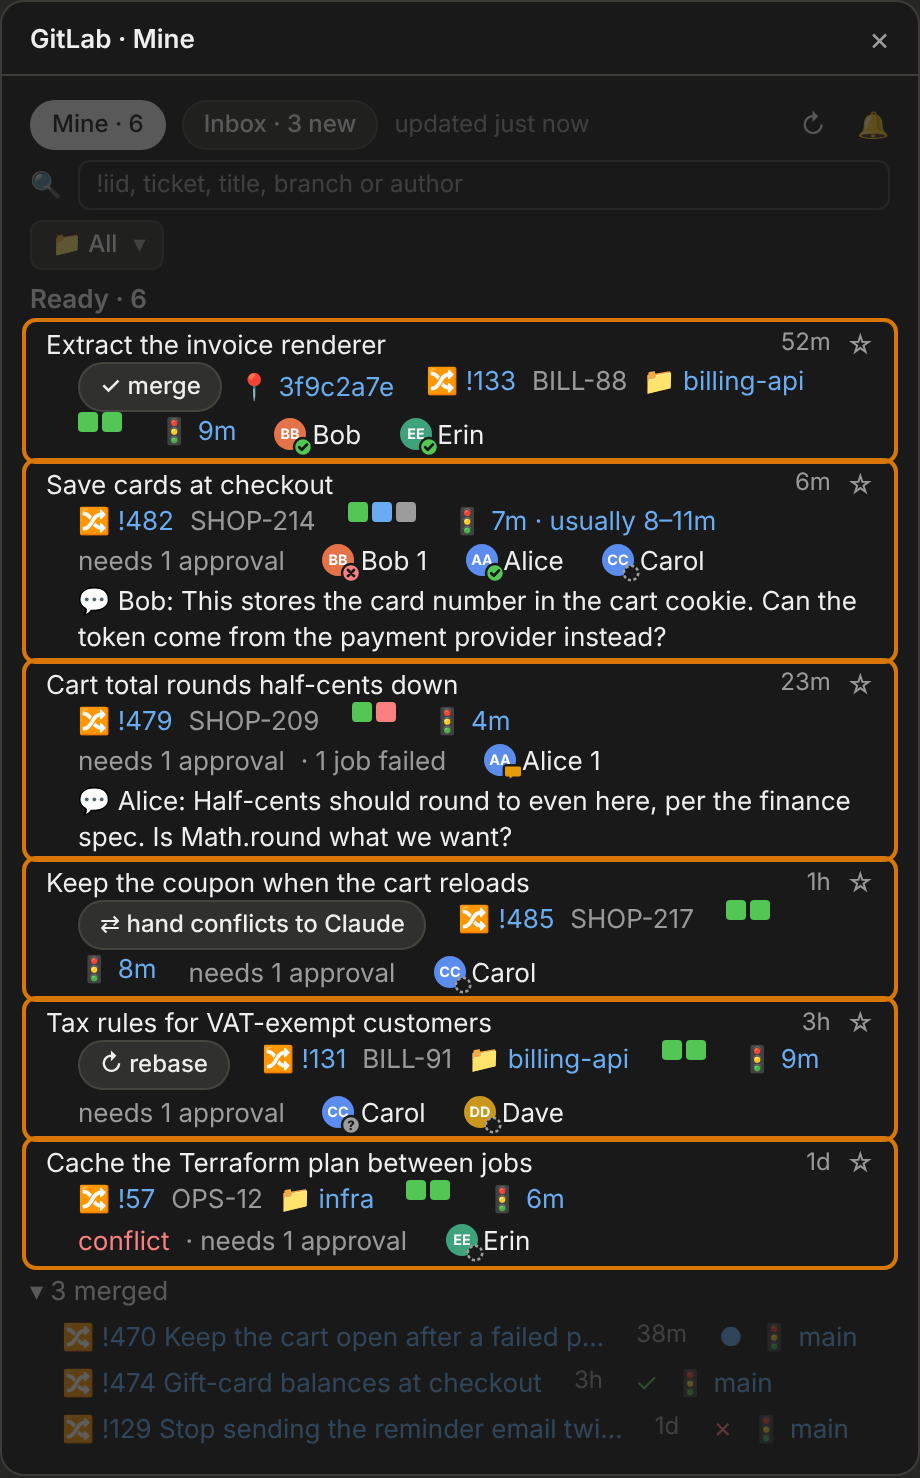 GitLab · Mine ×
Mine · 6 Inbox · 3 new updated just now
!iid, ticket, title, branch or author
All ▾
Ready · 6
Extract the invoice renderer 52m ☆
✓ merge 3f9c2a7e !133 BILL-88 billing-api
9m BB Bob EE Erin
Save cards at checkout 6m ☆
!482 SHOP-214 7m · usually 8–11m
needs 1 approval BB Bob 1 AA Alice CC Carol
Bob: This stores the card number in the cart cookie. Can the
token come from the payment provider instead?
Cart total rounds half-cents down 23m ☆
!479 SHOP-209 4m
needs 1 approval · 1 job failed AA Alice 1
Alice: Half-cents should round to even here, per the finance
spec. Is Math.round what we want?
Keep the coupon when the cart reloads 1h ☆
⇄ hand conflicts to Claude !485 SHOP-217
8m needs 1 approval CC Carol
Tax rules for VAT-exempt customers 3h ☆
↻ rebase !131 BILL-91 billing-api 9m
needs 1 approval CC ? Carol DD Dave
Cache the Terraform plan between jobs 1d ☆
!57 OPS-12 infra 6m
conflict · needs 1 approval EE Erin
▾ 3 merged
!470 Keep the cart open after a failed p... 38m main
!474 Gift-card balances at checkout 3h ✓ main
!129 Stop sending the reminder email twi... 1d × main